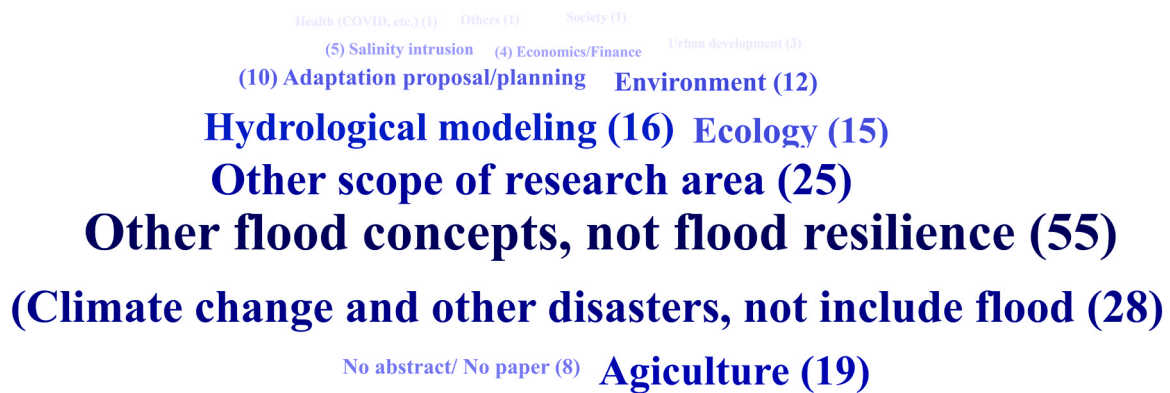 Health (COVID, etc.) (1) Others (1) Society (1)
(5) Salinity intrusion (4) Economics/Finance Urban development (3)
(10) Adaptation proposal/planning Environment (12)
Hydrological modeling (16) Ecology (15)
Other scope of research area (25)
Other flood concepts, not flood resilience (55)
(Climate change and other disasters, not include flood (28)
No abstract/ No paper (8) Agiculture (19)